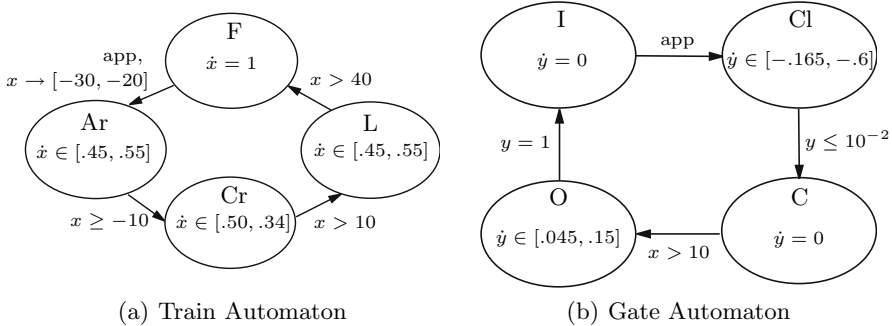 F
ẋ = 1
app,
x → [−30, −20]
x > 40
Ar
ẋ ∈ [.45, .55]
L
ẋ ∈ [.45, .55]
Cr
ẋ ∈ [.50, .34]
x ≥ −10
x > 10
(a) Train Automaton
I
ẏ = 0
app
Cl
ẏ ∈ [−.165, −.6]
y = 1
y ≤ 10⁻²
O
ẏ ∈ [.045, .15]
C
ẏ = 0
x > 10
(b) Gate Automaton